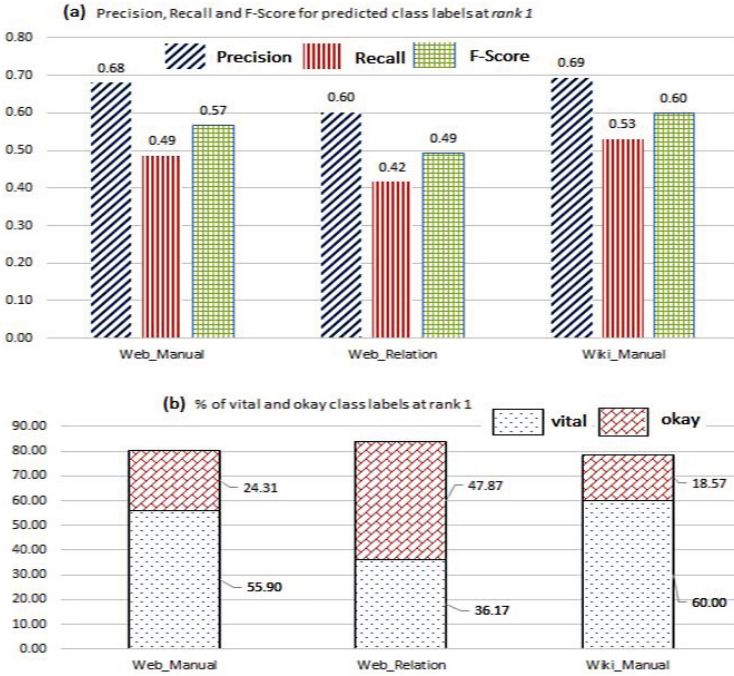 (a) Precision, Recall and F-Score for predicted class labels at rank 1
0.80
0.70
0.60
0.50
0.40
0.30
0.20
0.10
0.00
Precision Recall F-Score
0.68 0.49 0.57
0.60 0.42 0.49
0.69 0.53 0.60
Web_Manual Web_Relation Wiki_Manual
(b) % of vital and okay class labels at rank 1
90.00
80.00
70.00
60.00
50.00
40.00
30.00
20.00
10.00
0.00
vital okay
24.31 47.87 18.57
55.90 36.17 60.00
Web_Manual Web_Relation Wiki_Manual